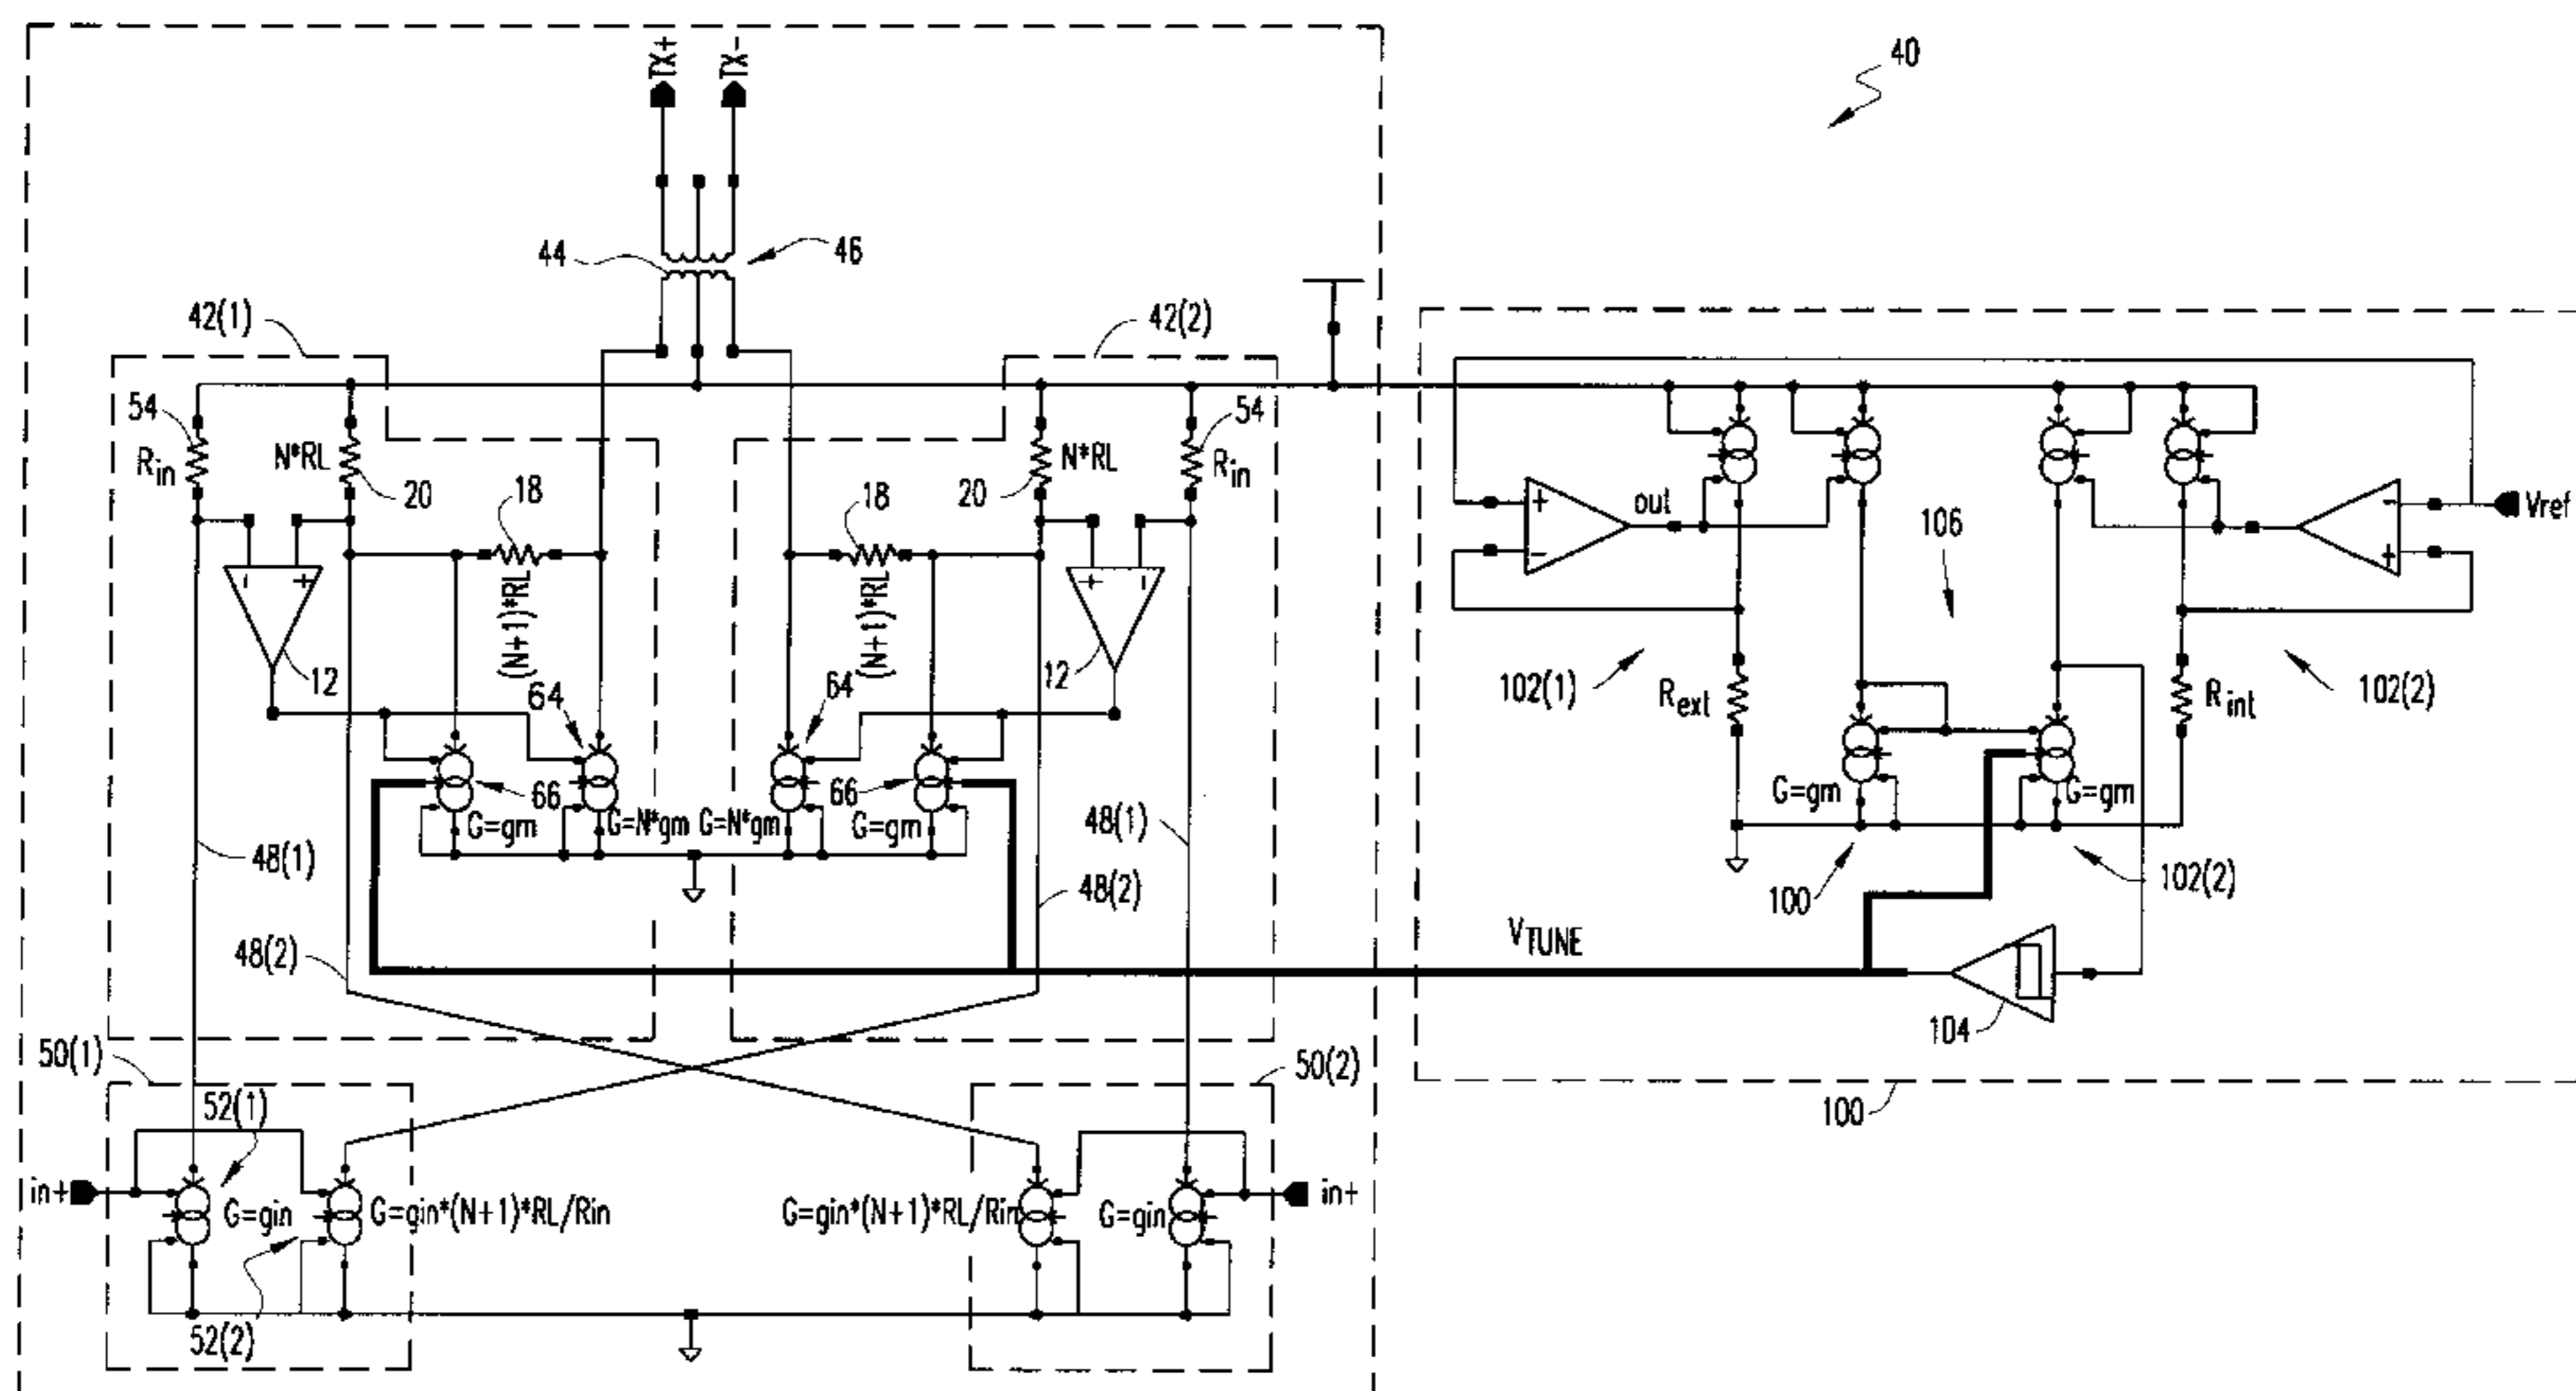 TX+
TX-
40
44
46
42(1)
42(2)
54
54
Rin
N*RL
N*RL
Rin
20
18
18
20
out
106
Vref
+
-
-
+
-
+
+
-
(N+1)*RL
(N+1)*RL
12
12
64
64
102(1)
Rext
Rint
102(2)
66
66
G=gm
G=N*gm
G=N*gm
G=gm
G=gm
G=gm
48(1)
48(1)
48(2)
48(2)
100
102(2)
VTUNE
104
50(1)
50(2)
52(1)
100
in+
G=gin
G=gin*(N+1)*RL/Rin
G=gin*(N+1)*RL/Rin
G=gin
in+
52(2)